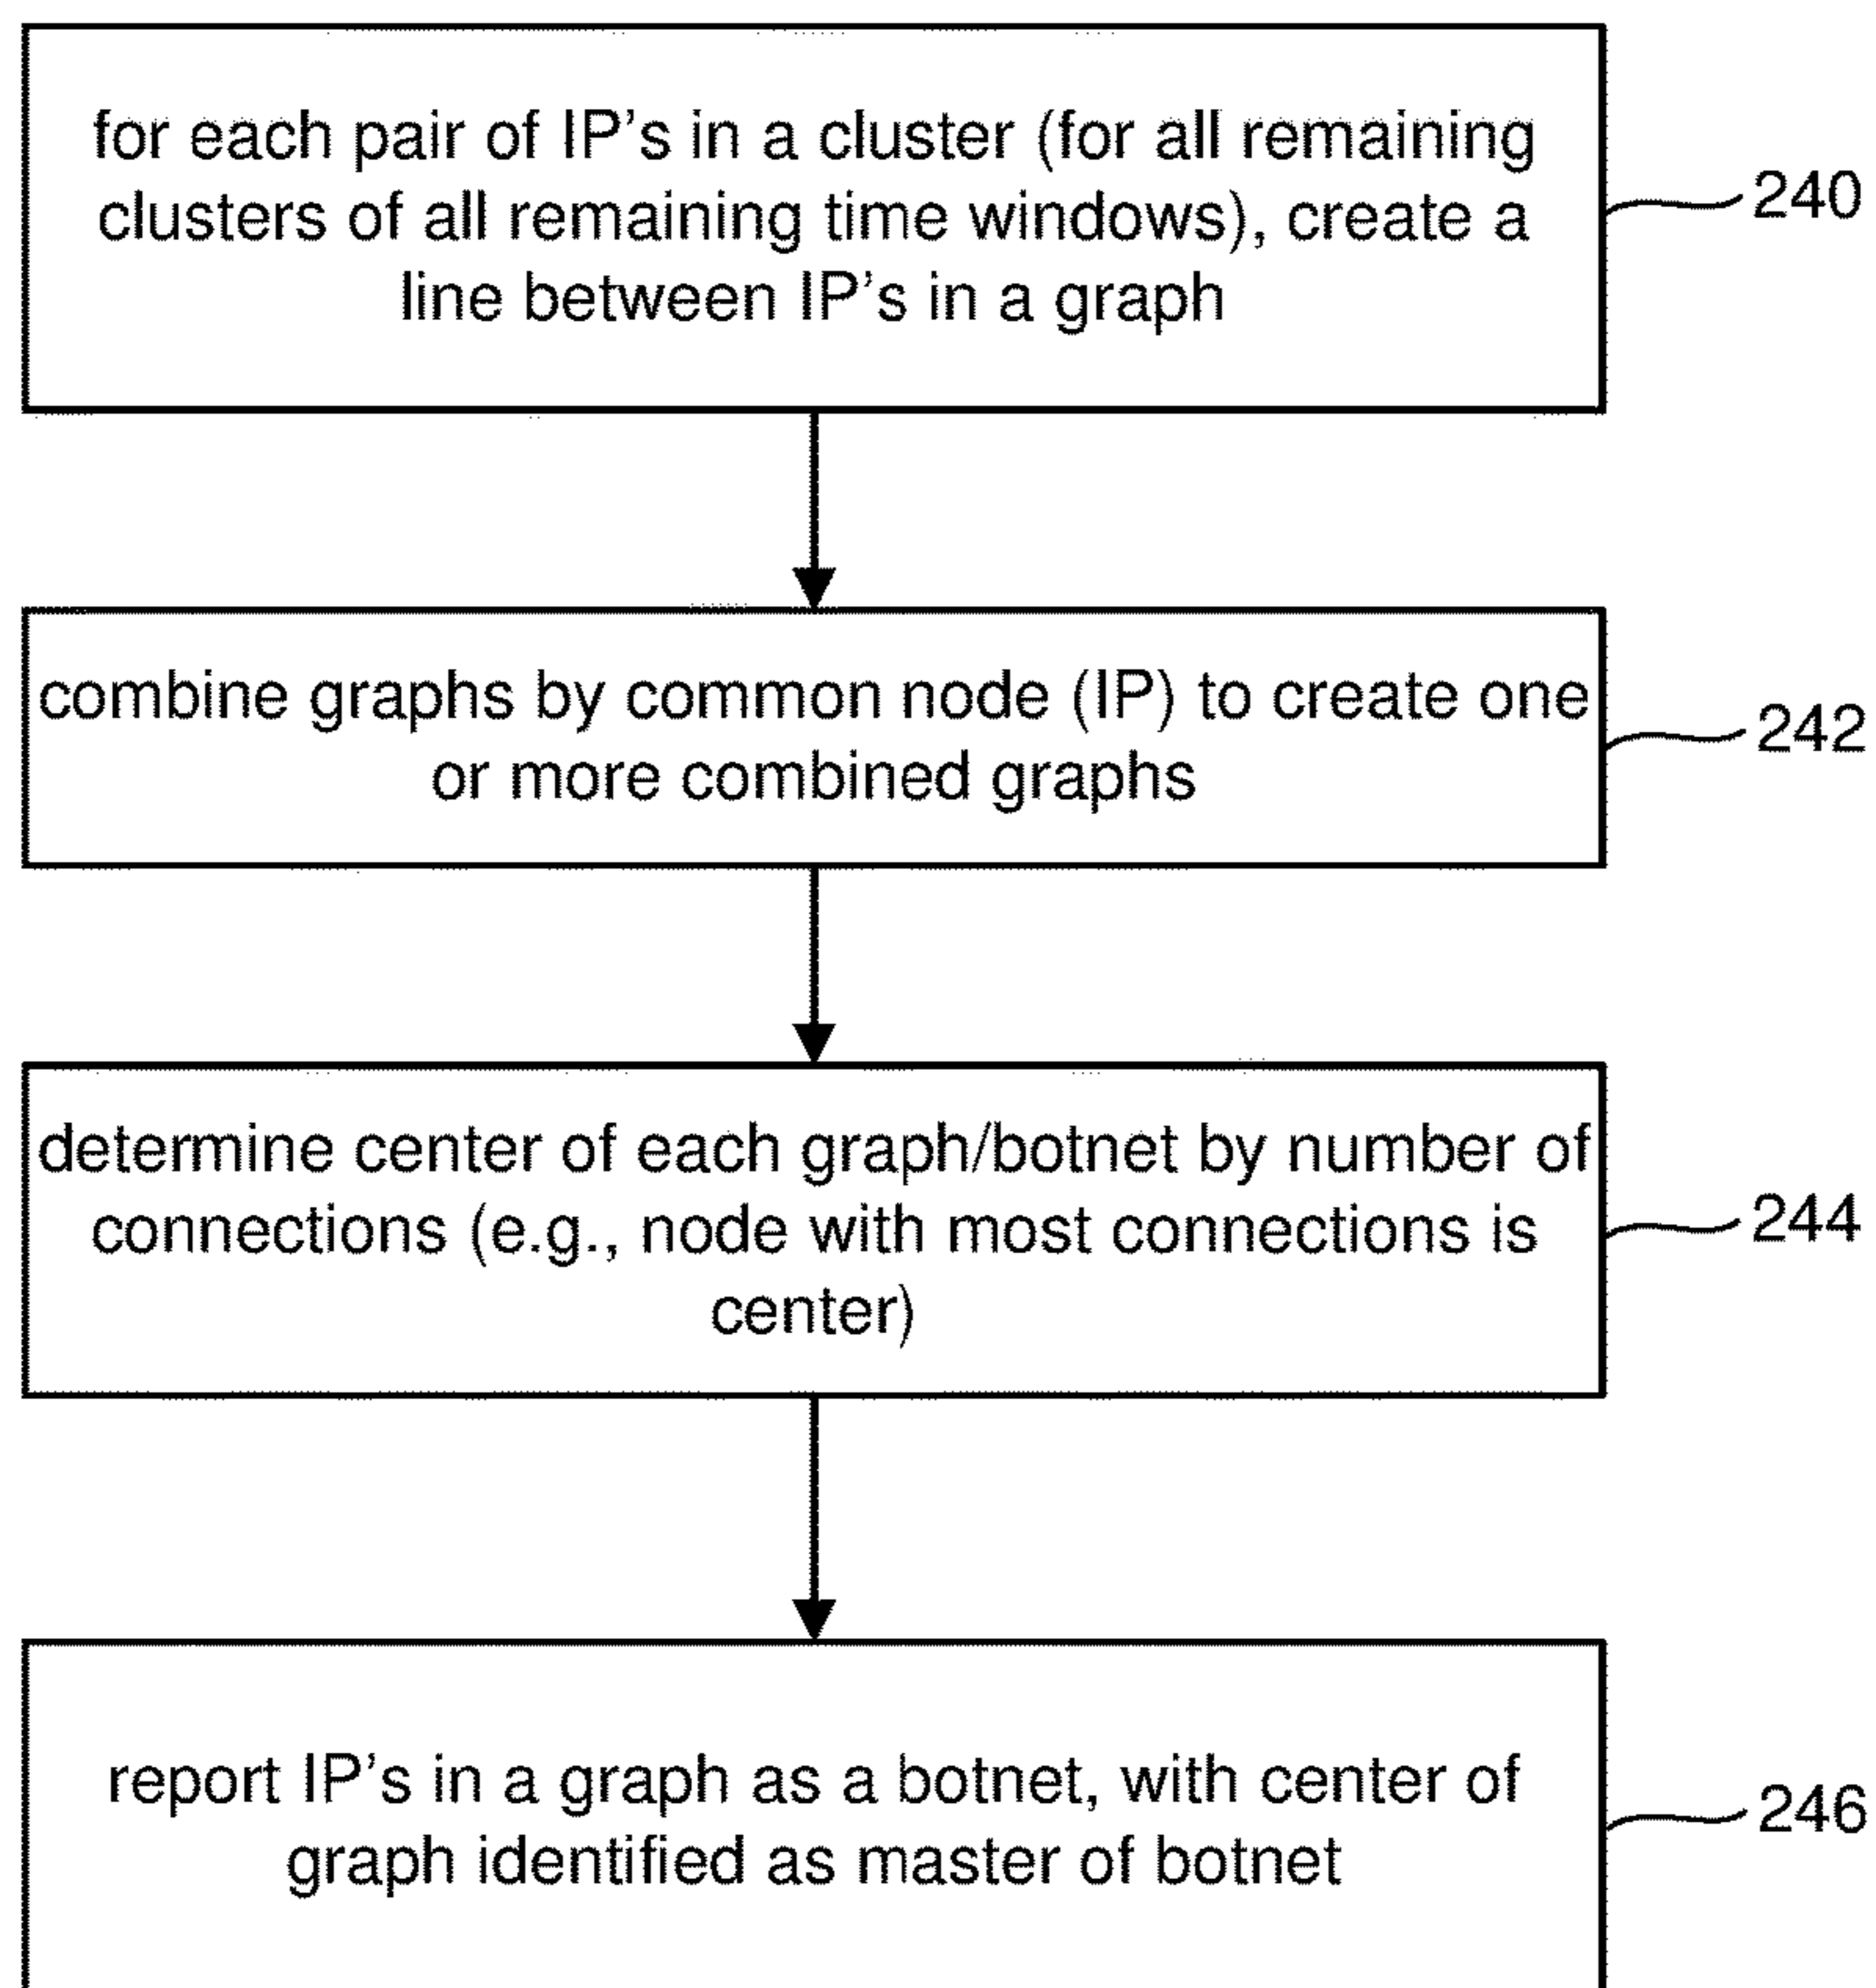 for each pair of IP's in a cluster (for all remaining
clusters of all remaining time windows), create a
line between IP's in a graph
240
combine graphs by common node (IP) to create one
or more combined graphs
242
determine center of each graph/botnet by number of
connections (e.g., node with most connections is
center)
244
report IP's in a graph as a botnet, with center of
graph identified as master of botnet
246